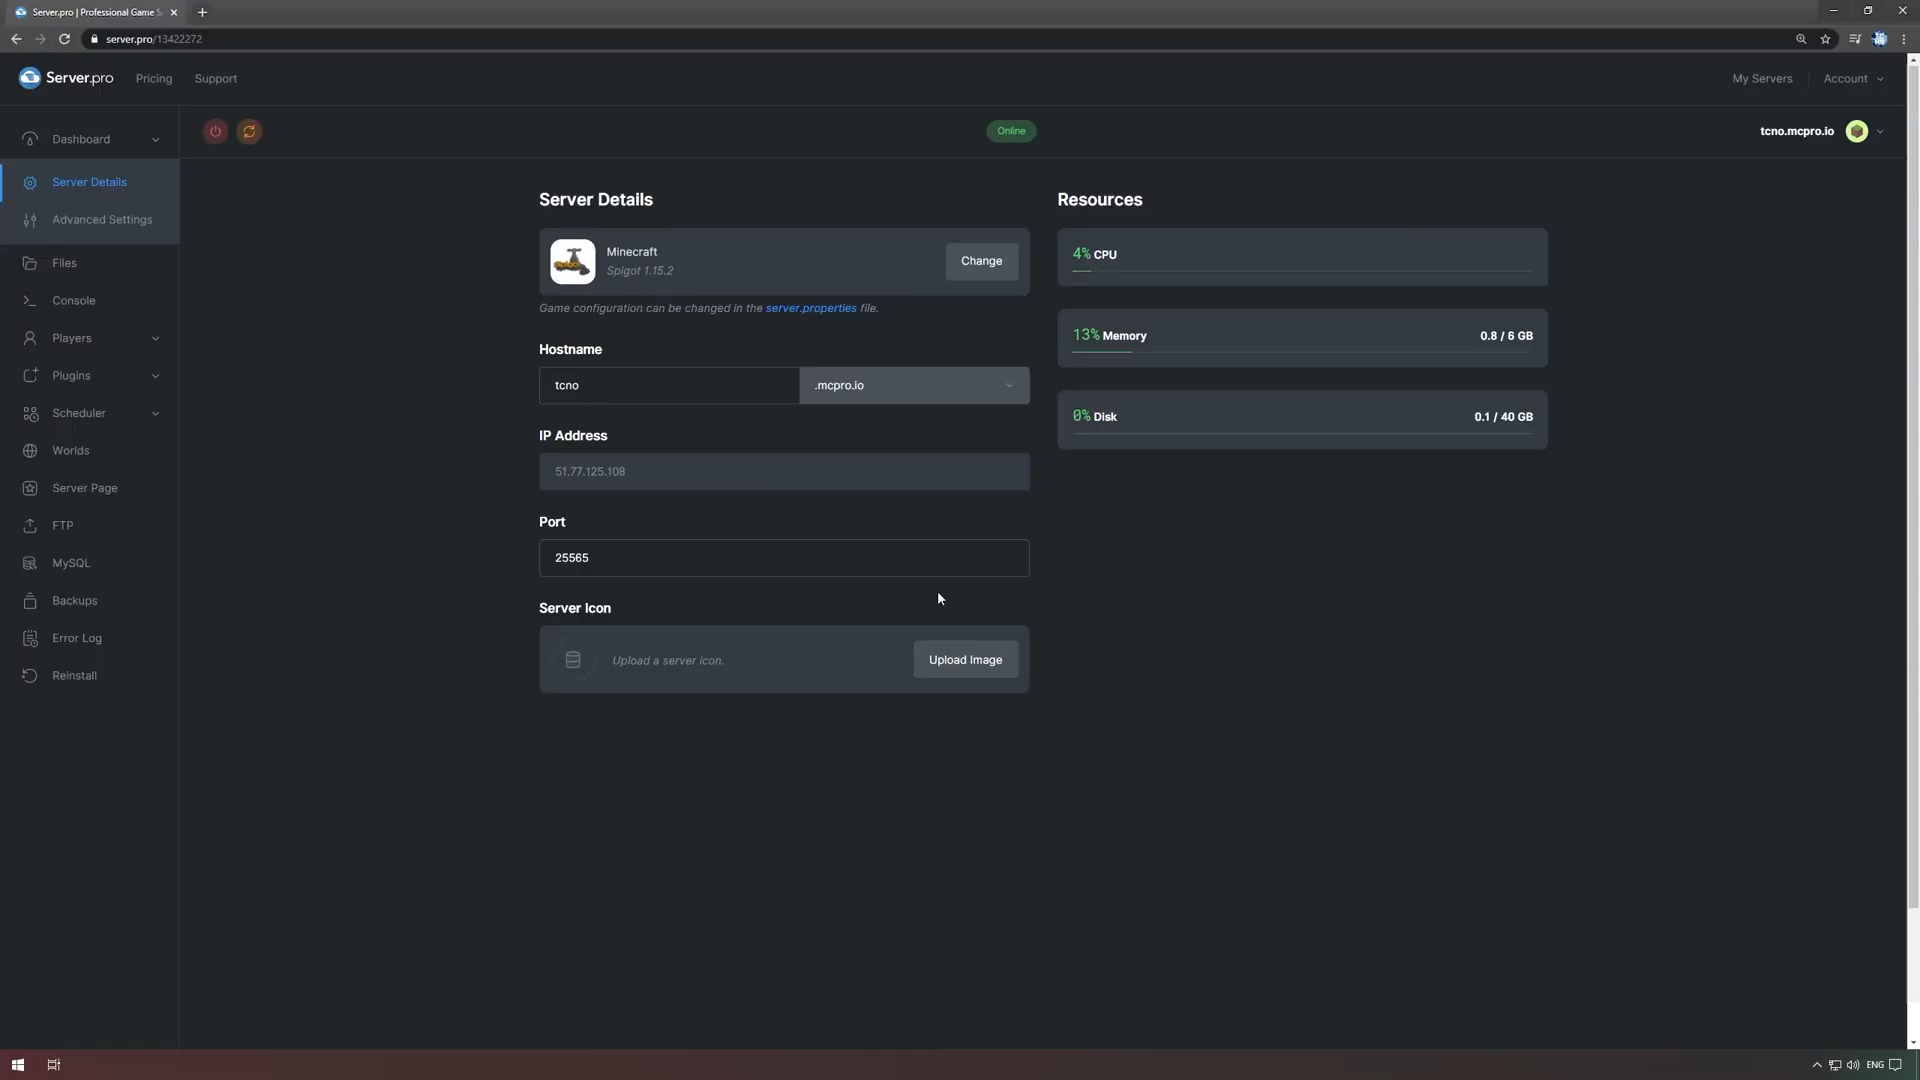 Server.pro | Professional Game S
server.pro/13422272
Server.pro
Pricing
Support
My Servers
Account
Online
tcno.mcpro.io
Dashboard
Server Details
Advanced Settings
Files
Console
Players
Plugins
Scheduler
Worlds
Server Page
FTP
MySQL
Backups
Error Log
Reinstall
Server Details
Spigot
Minecraft
Spigot 1.15.2
Change
Game configuration can be changed in the server.properties file.
Hostname
tcno
.mcpro.io
IP Address
51.77.125.108
Port
25565
Server Icon
Upload a server icon.
Upload Image
Resources
4% CPU
13% Memory
0.8 / 6 GB
0% Disk
0.1 / 40 GB
ENG